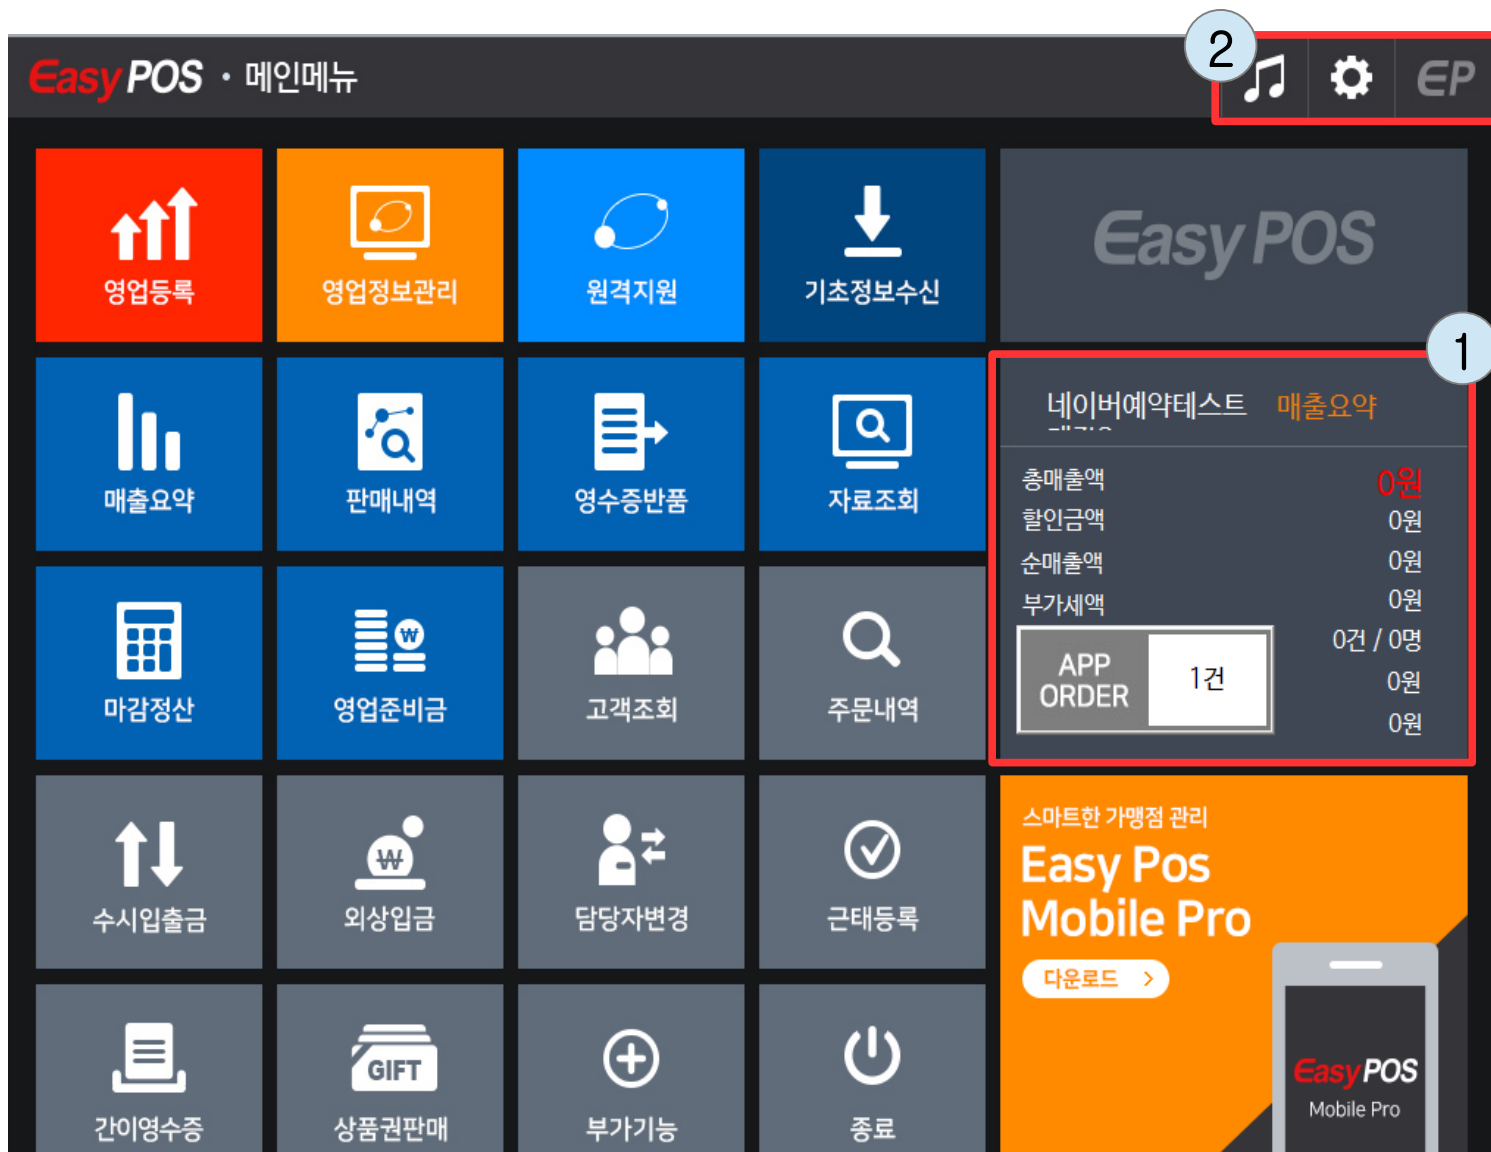 Easy POS · 메인메뉴
2
EP
영업등록
영업정보관리
원격지원
기초정보수신
Easy POS
1
매출요약
판매내역
영수증반품
자료조회
네이버예약테스트 매출요약
총매출액 0원
할인금액 0원
순매출액 0원
부가세액 0원
0건 / 0명
0원
0원
APP
ORDER
1건
마감정산
영업준비금
고객조회
주문내역
수시입출금
외상입금
담당자변경
근태등록
스마트한 가맹점 관리
Easy Pos
Mobile Pro
다운로드 >
Easy POS
Mobile Pro
간이영수증
GIFT
상품권판매
부가기능
종료